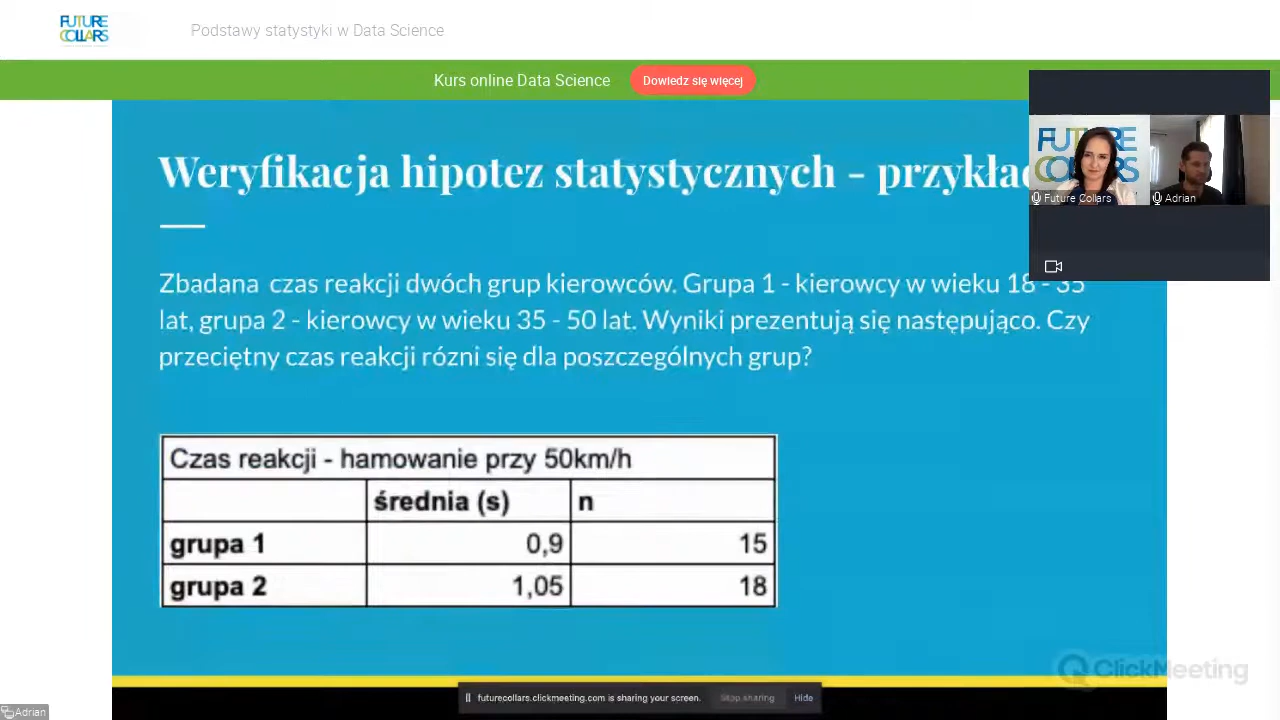 FUTURE
COLLARS
Podstawy statystyki w Data Science
Kurs online Data Science
Dowiedz się więcej
Weryfikacja hipotez statystycznych - przykła
Zbadana czas reakcji dwóch grup kierowców. Grupa 1 - kierowcy w wieku 18 - 35
lat, grupa 2 - kierowcy w wieku 35 - 50 lat. Wyniki prezentują się następująco. Czy
przeciętny czas reakcji rózni się dla poszczególnych grup?
FUTURE
COLLARS
Future Collars
Adrian
Czas reakcji - hamowanie przy 50km/h
średnia (s) n
grupa 1 0,9 15
grupa 2 1,05 18
ClickMeeting
futurecollars.clickmeeting.com is sharing your screen. Stop sharing Hide
Adrian